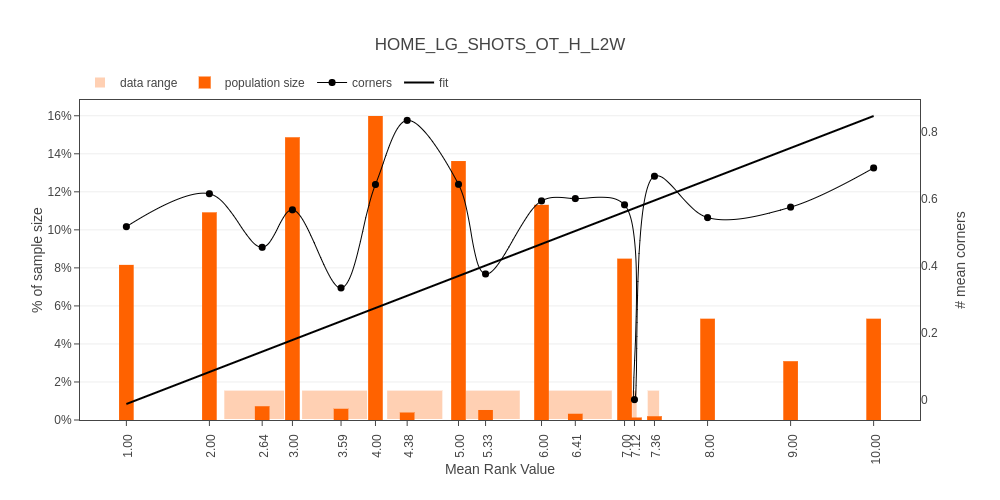 HOME_LG_SHOTS_OT_H_L2W
data range population size corners fit
16%
14%
12%
10%
8%
6%
4%
2%
0%
% of sample size
0.8
0.6
0.4
0.2
0
# mean corners
1.00 2.00 2.64 3.00 3.59 4.00 4.38 5.00 5.33 6.00 6.41 7.00 7.12 7.36 8.00 9.00 10.00
Mean Rank Value